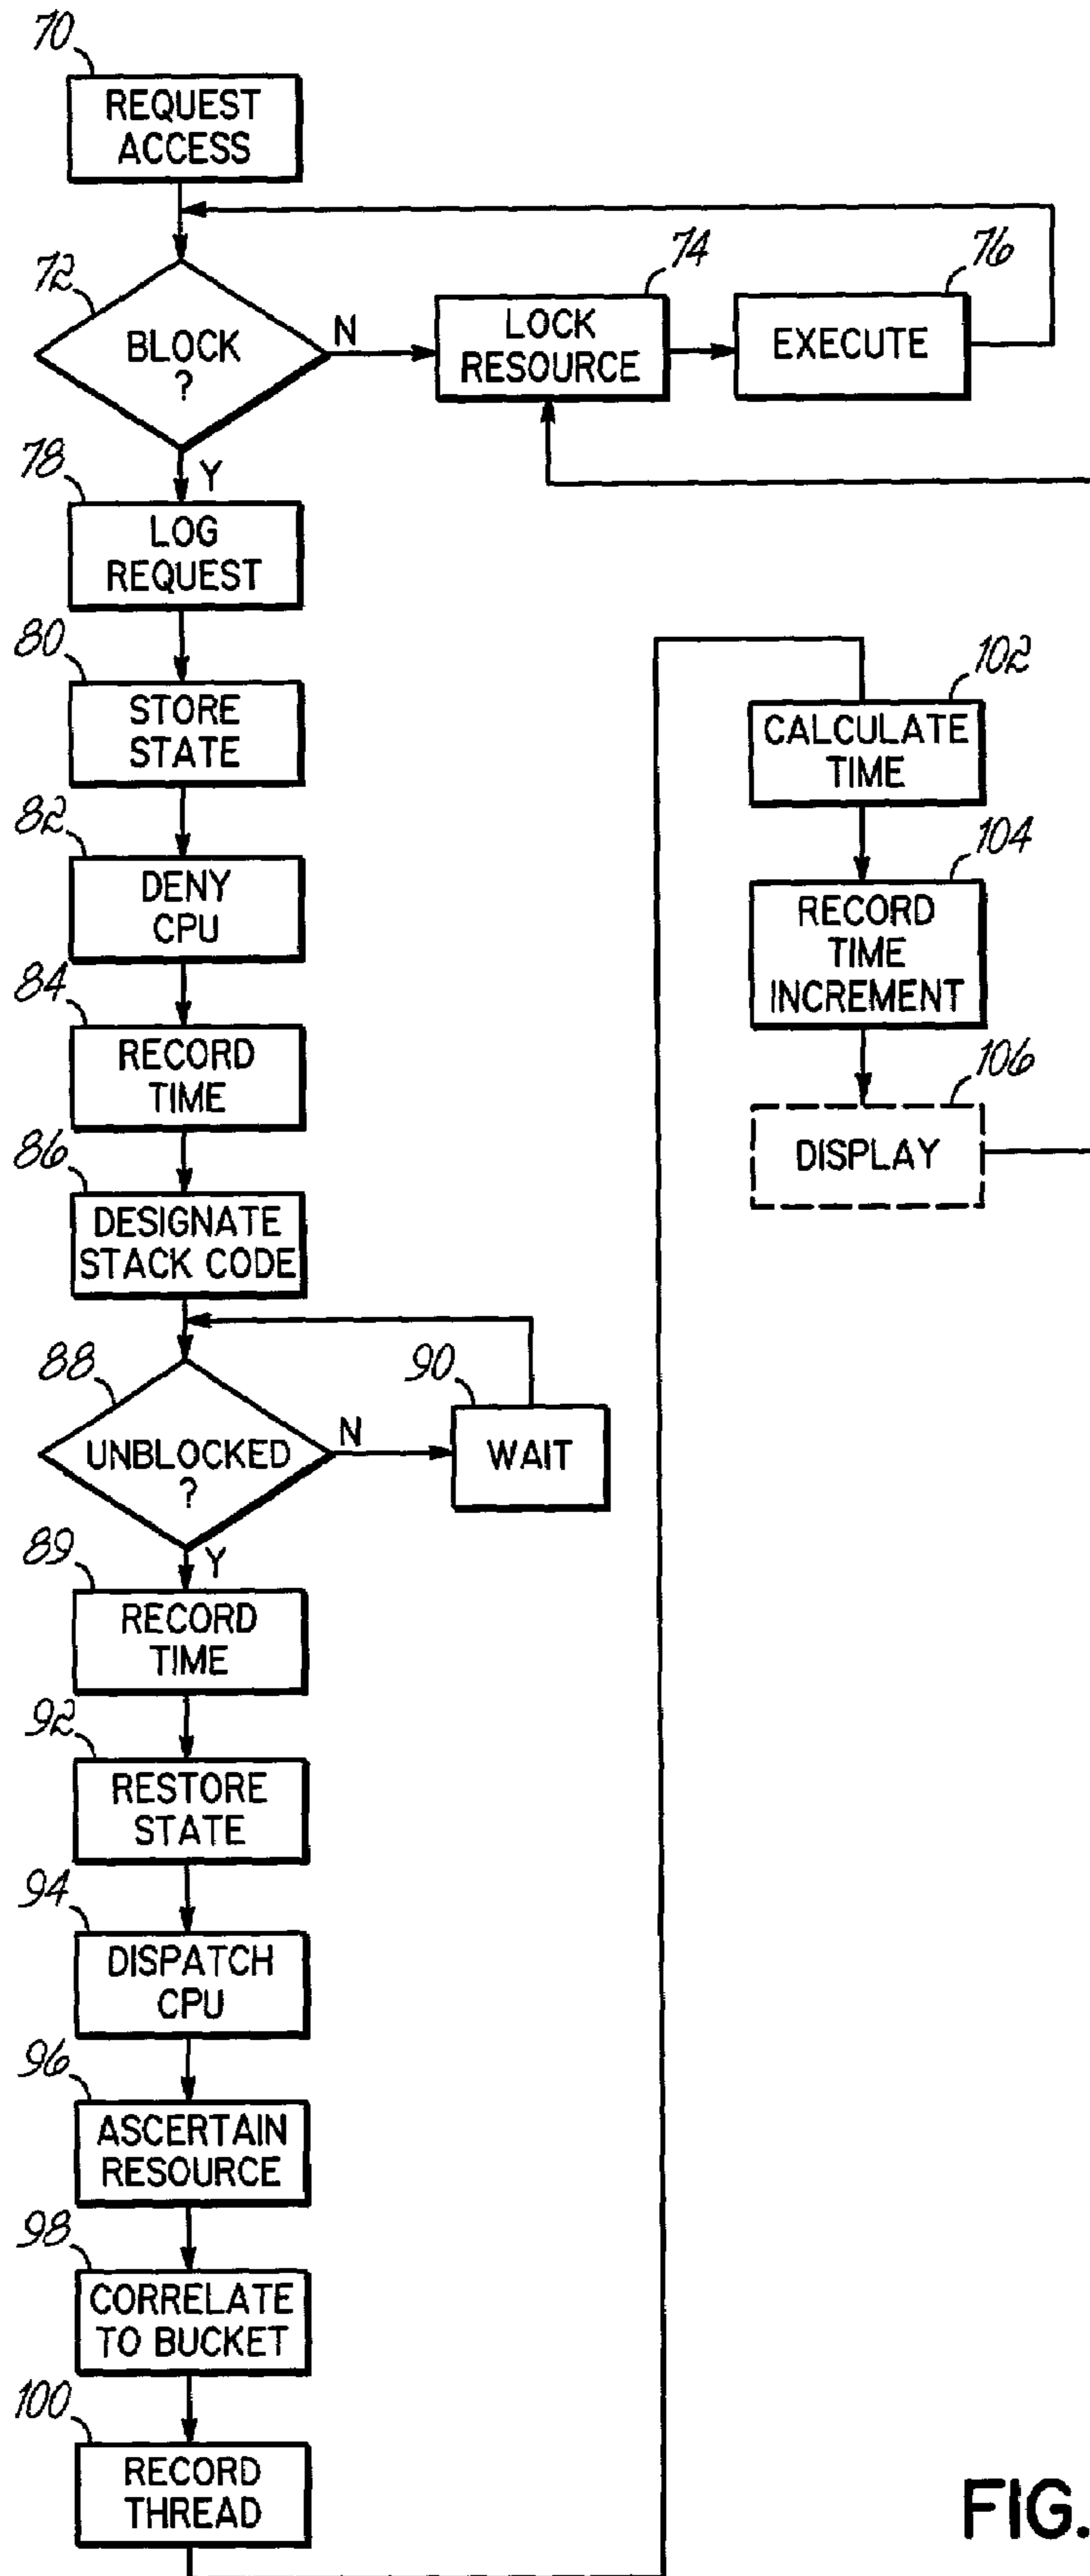 70
REQUEST
ACCESS
72
BLOCK
?
N
Y
74
LOCK
RESOURCE
76
EXECUTE
78
LOG
REQUEST
80
STORE
STATE
82
DENY
CPU
84
RECORD
TIME
86
DESIGNATE
STACK CODE
88
UNBLOCKED
?
N
Y
90
WAIT
89
RECORD
TIME
92
RESTORE
STATE
94
DISPATCH
CPU
96
ASCERTAIN
RESOURCE
98
CORRELATE
TO BUCKET
100
RECORD
THREAD
102
CALCULATE
TIME
104
RECORD
TIME
INCREMENT
106
DISPLAY
FIG.